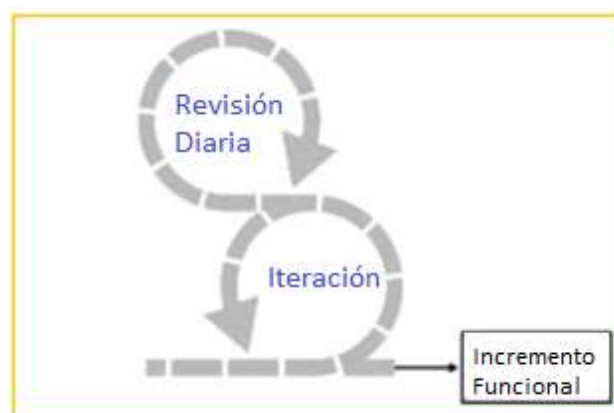 Revisión
Diaria
Iteración
Incremento
Funcional